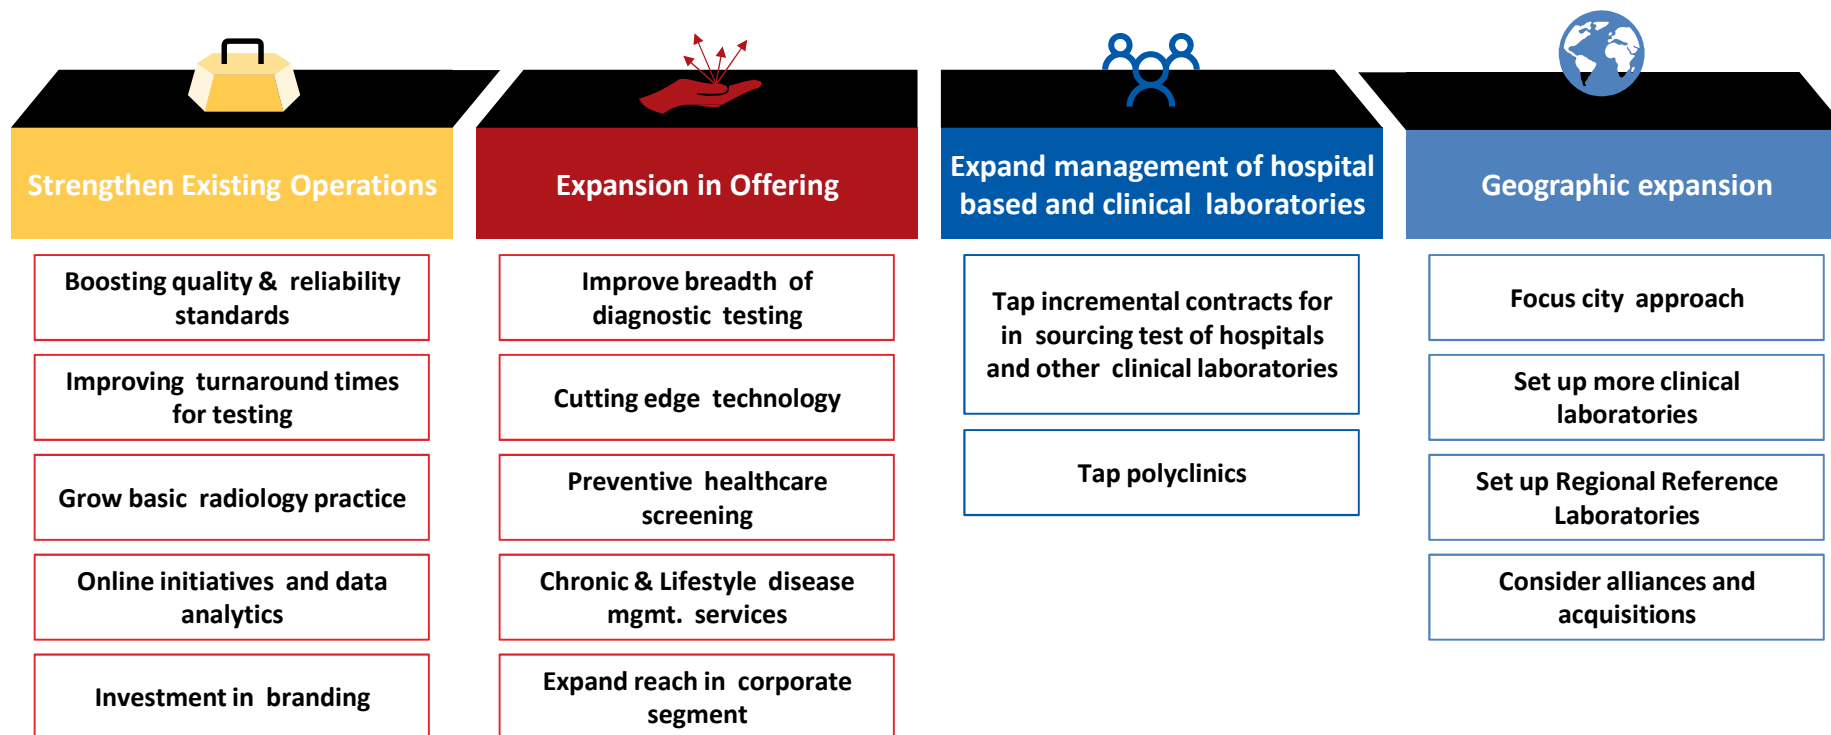 Strengthen Existing Operations
Boosting quality & reliability
standards
Improving turnaround times
for testing
Grow basic radiology practice
Online initiatives and data
analytics
Investment in branding
Expansion in Offering
Improve breadth of
diagnostic testing
Cutting edge technology
Preventive healthcare
screening
Chronic & Lifestyle disease
mgmt. services
Expand reach in corporate
segment
Expand management of hospital
based and clinical laboratories
Tap incremental contracts for
in sourcing test of hospitals
and other clinical laboratories
Tap polyclinics
Geographic expansion
Focus city approach
Set up more clinical
laboratories
Set up Regional Reference
Laboratories
Consider alliances and
acquisitions